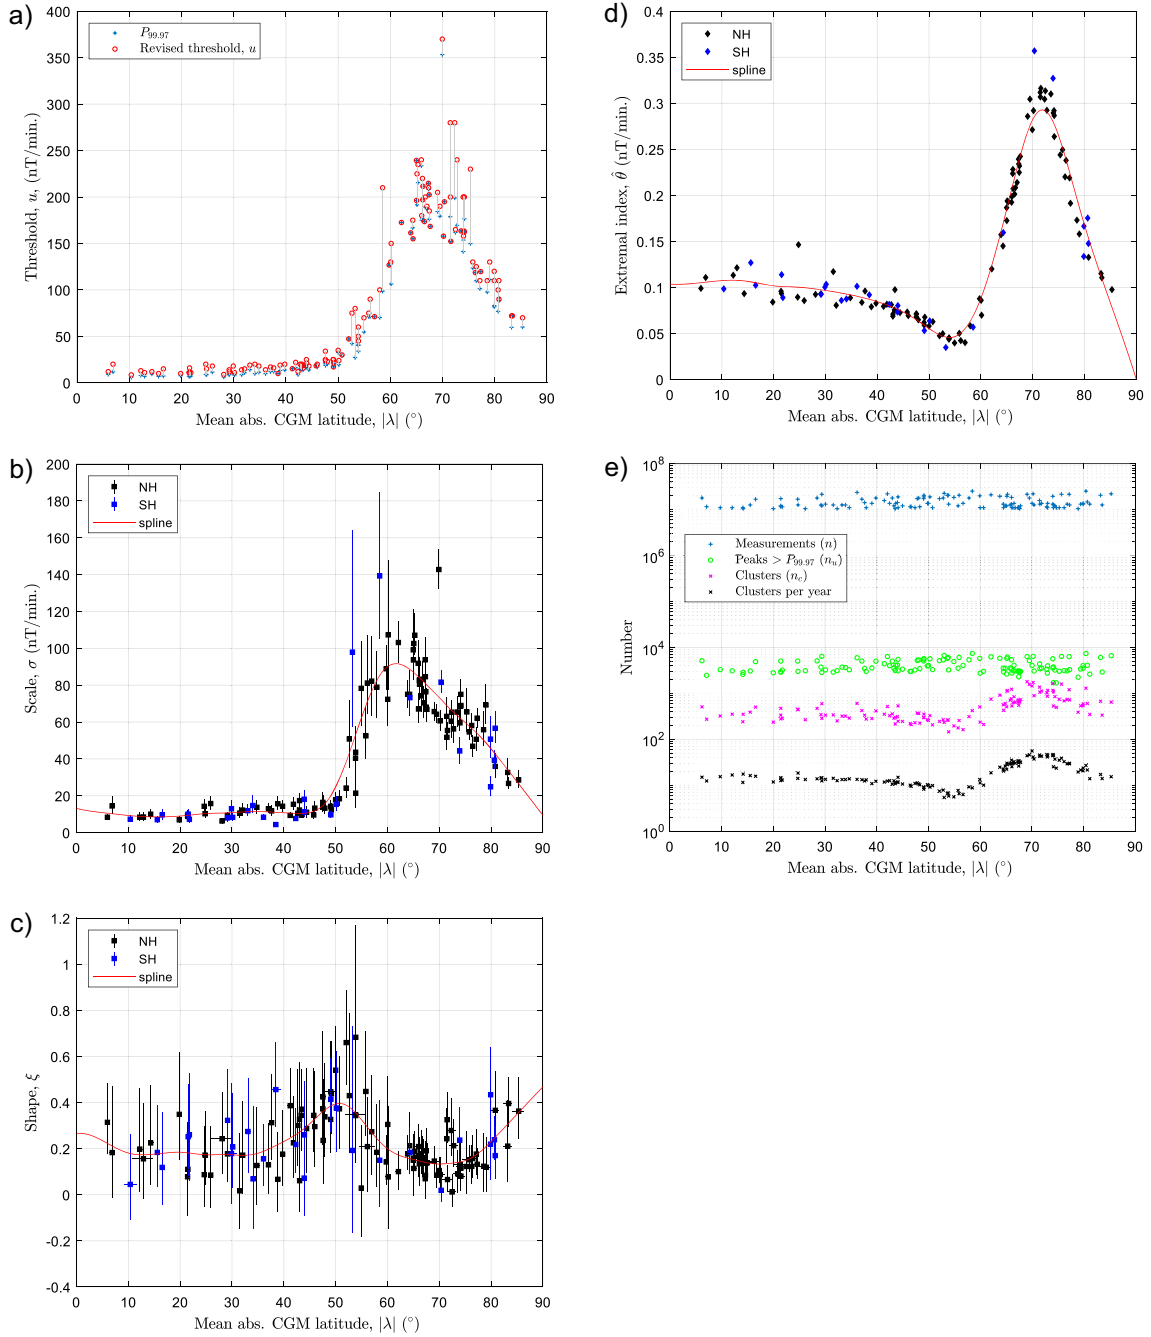 a)
400
350
300
250
200
150
100
50
0
Threshold, u, (nT/min.)
P99.97
Revised threshold, u
0 10 20 30 40 50 60 70 80 90
Mean abs. CGM latitude, |λ| (°)
b)
200
180
160
140
120
100
80
60
40
20
0
Scale, σ (nT/min.)
NH
SH
spline
0 10 20 30 40 50 60 70 80 90
Mean abs. CGM latitude, |λ| (°)
c)
1.2
1
0.8
0.6
0.4
0.2
0
-0.2
-0.4
Shape, ξ
NH
SH
spline
0 10 20 30 40 50 60 70 80 90
Mean abs. CGM latitude, |λ| (°)
d)
0.4
0.35
0.3
0.25
0.2
0.15
0.1
0.05
0
Extremal index, θ̂ (nT/min.)
NH
SH
spline
0 10 20 30 40 50 60 70 80 90
Mean abs. CGM latitude, |λ| (°)
e)
10^8
10^6
10^4
10^2
10^0
Number
Measurements (n)
Peaks > P99.97 (nu)
Clusters (nc)
Clusters per year
0 10 20 30 40 50 60 70 80 90
Mean abs. CGM latitude, |λ| (°)